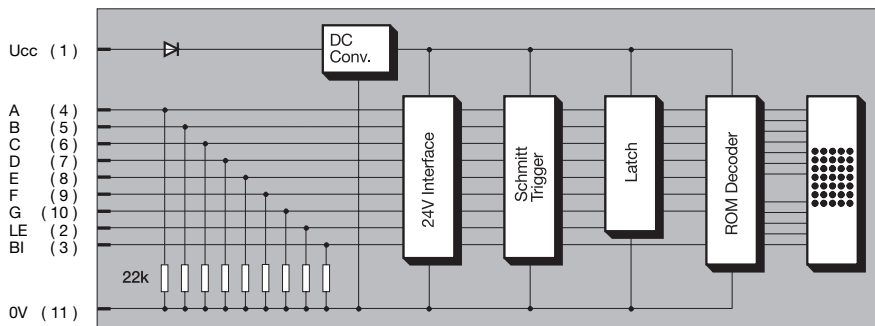 Ucc (1)
DC
Conv.
A (4)
B (5)
C (6)
D (7)
E (8)
F (9)
G (10)
LE (2)
BI (3)
22k
0V (11)
24V Interface
Schmitt
Trigger
Latch
ROM Decoder